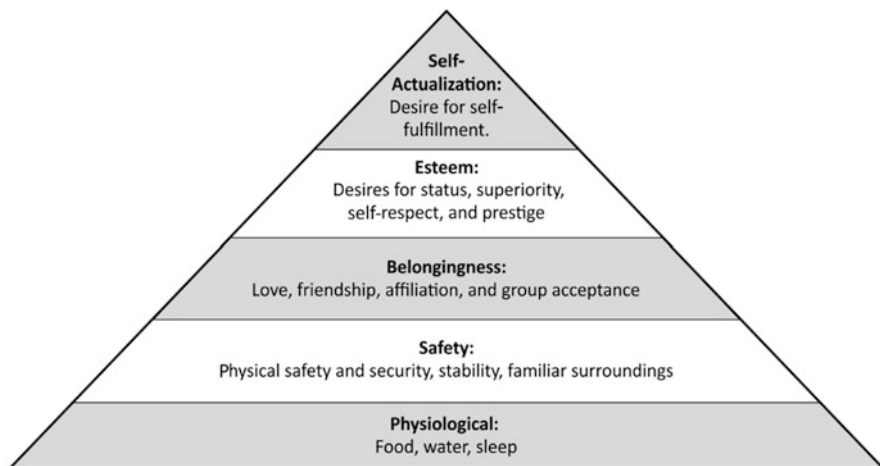 Self-
Actualization:
Desire for self-
fulfillment.
Esteem:
Desires for status, superiority,
self-respect, and prestige
Belongingness:
Love, friendship, affiliation, and group acceptance
Safety:
Physical safety and security, stability, familiar surroundings
Physiological:
Food, water, sleep